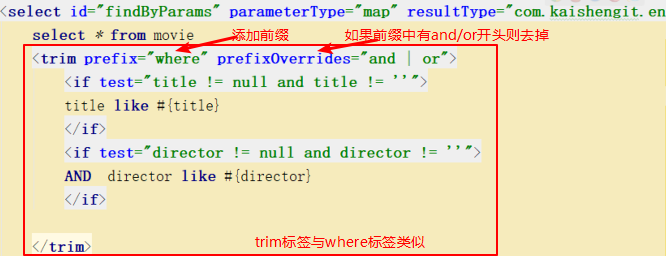 <select id="findByParams" parameterType="map" resultType="com.kaishengit.en
select * from movie 添加前缀 如果前缀中有and/or开头则去掉
<trim prefix="where" prefixOverrides="and | or">
<if test="title != null and title != ''">
title like #{title}
</if>
<if test="director != null and director != ''">
AND director like #{director}
</if>
trim标签与where标签类似
</trim>